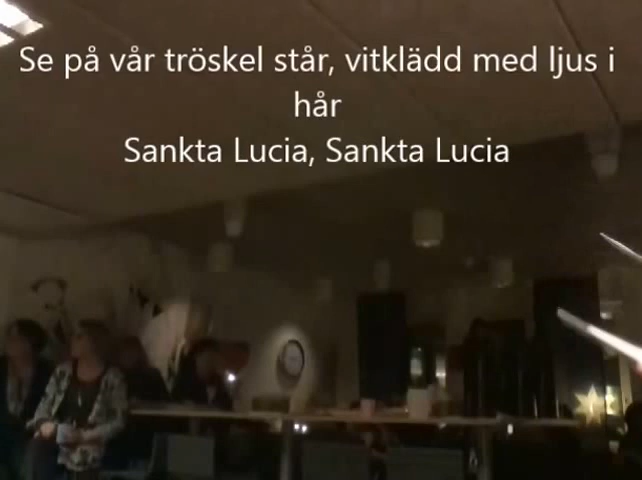 Se på vår tröskel står, vitklädd med ljus i
hår
Sankta Lucia, Sankta Lucia